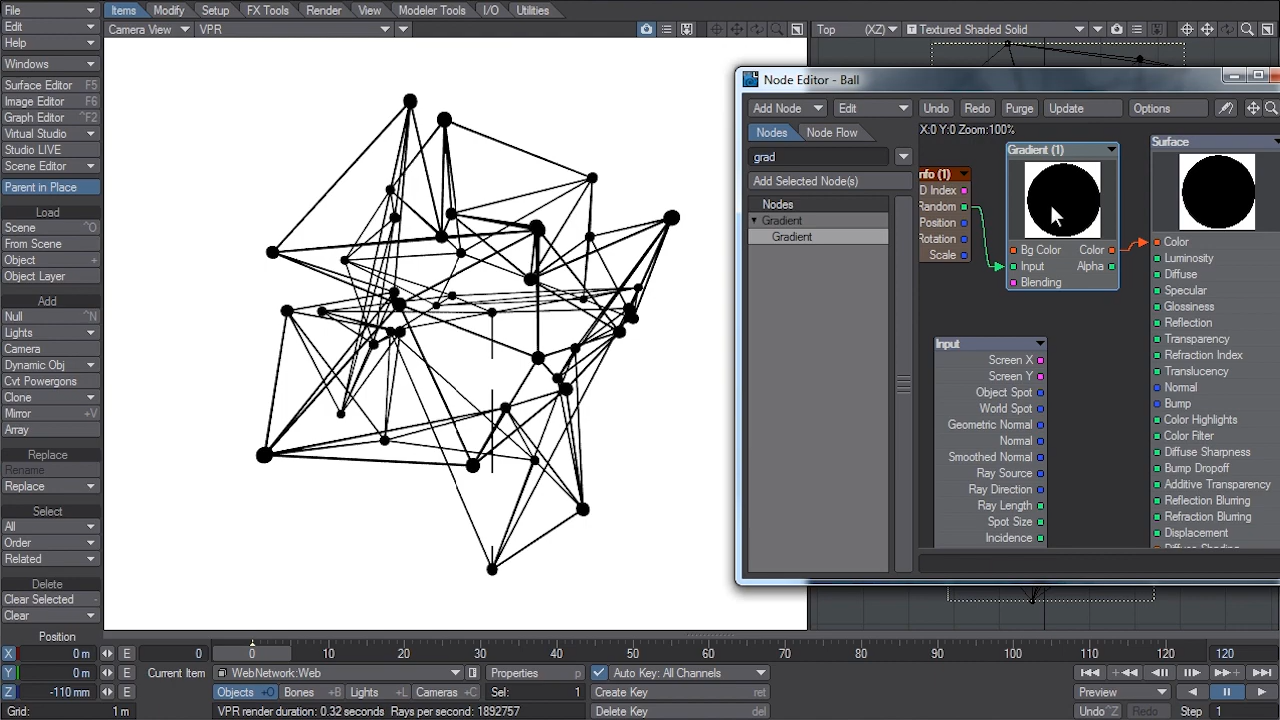 File
Items
Modify
Setup
FX Tools
Render
View
Modeler Tools
I/O
Utilities
Edit
Camera View
VPR
Top
(XZ)
Textured Shaded Solid
Help
Windows
Surface Editor F5
Image Editor F6
Graph Editor ^F2
Virtual Studio
Studio LIVE
Scene Editor
Parent in Place
Load
Scene
From Scene
Object +
Object Layer
Add
Null ^N
Lights
Camera
Dynamic Obj
Cvt Powergons
Clone
Mirror +V
Array
Replace
Rename
Replace
Select
All
Order
Related
Delete
Clear Selected -
Clear
Position
Node Editor - Ball
Add Node
Edit
Undo
Redo
Purge
Update
Options
Nodes
Node Flow
X:0 Y:0 Zoom:100%
grad
Add Selected Node(s)
Nodes
Gradient
Gradient
nfo (1)
D Index
Random
Position
Rotation
Scale
Gradient (1)
Bg Color
Color
Input
Alpha
Blending
Input
Screen X
Screen Y
Object Spot
World Spot
Geometric Normal
Normal
Smoothed Normal
Ray Source
Ray Direction
Ray Length
Spot Size
Incidence
Surface
Color
Luminosity
Diffuse
Specular
Glossiness
Reflection
Transparency
Refraction Index
Translucency
Normal
Bump
Color Highlights
Color Filter
Diffuse Sharpness
Bump Dropoff
Additive Transparency
Reflection Blurring
Refraction Blurring
Displacement
Diffuse Shading
X 0 m E
0
0 10 20 30 40 50 60 70 80 90 100 110 120
120
Y 0 m E
Current Item
WebNetwork:Web
Properties p
Auto Key: All Channels
Z -110 mm E
Objects +O
Bones +B
Lights +L
Cameras +C
Sel: 1
Create Key ret
Preview
Grid: 1 m
VPR render duration: 0.32 seconds Rays per second: 1892757
Delete Key del
Undo ^Z
Redo
Step 1